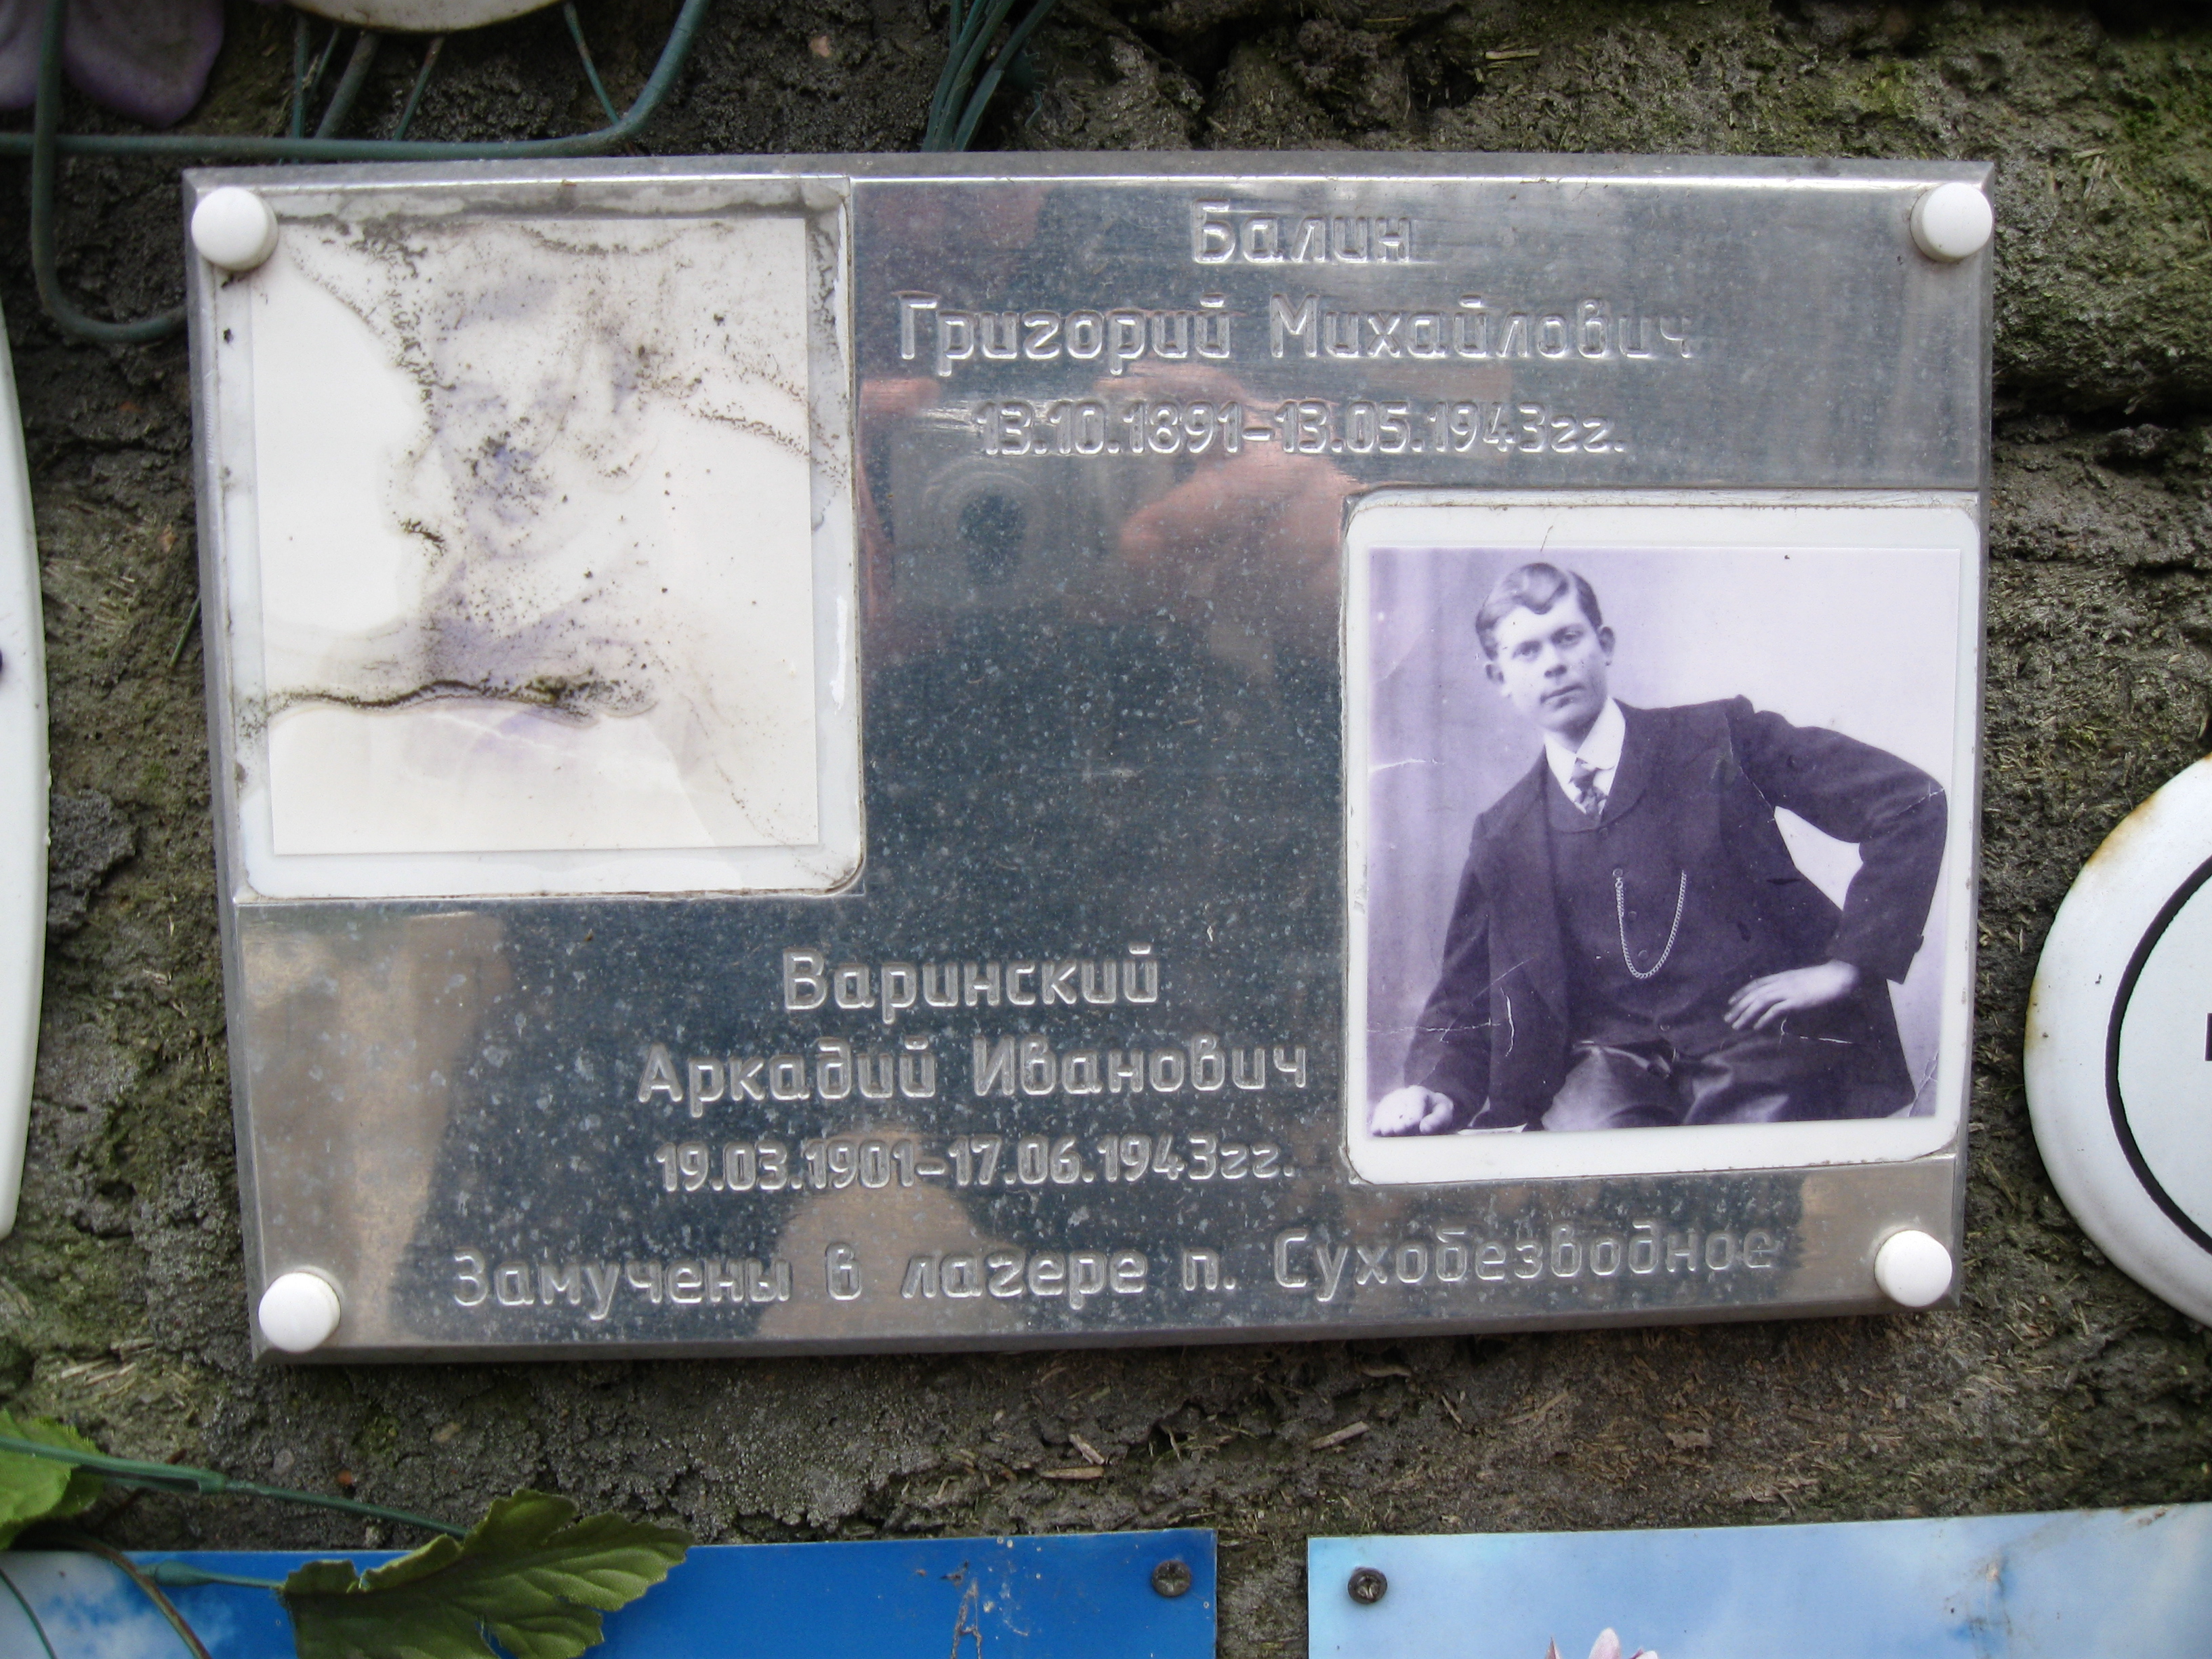 Балин
Григорий Михайлович
13.10.1891-13.05.1943гг.
Варинский
Аркадий Иванович
19.03.1901-17.06.1943гг.
Замучены в лагере п. Сухобезводное